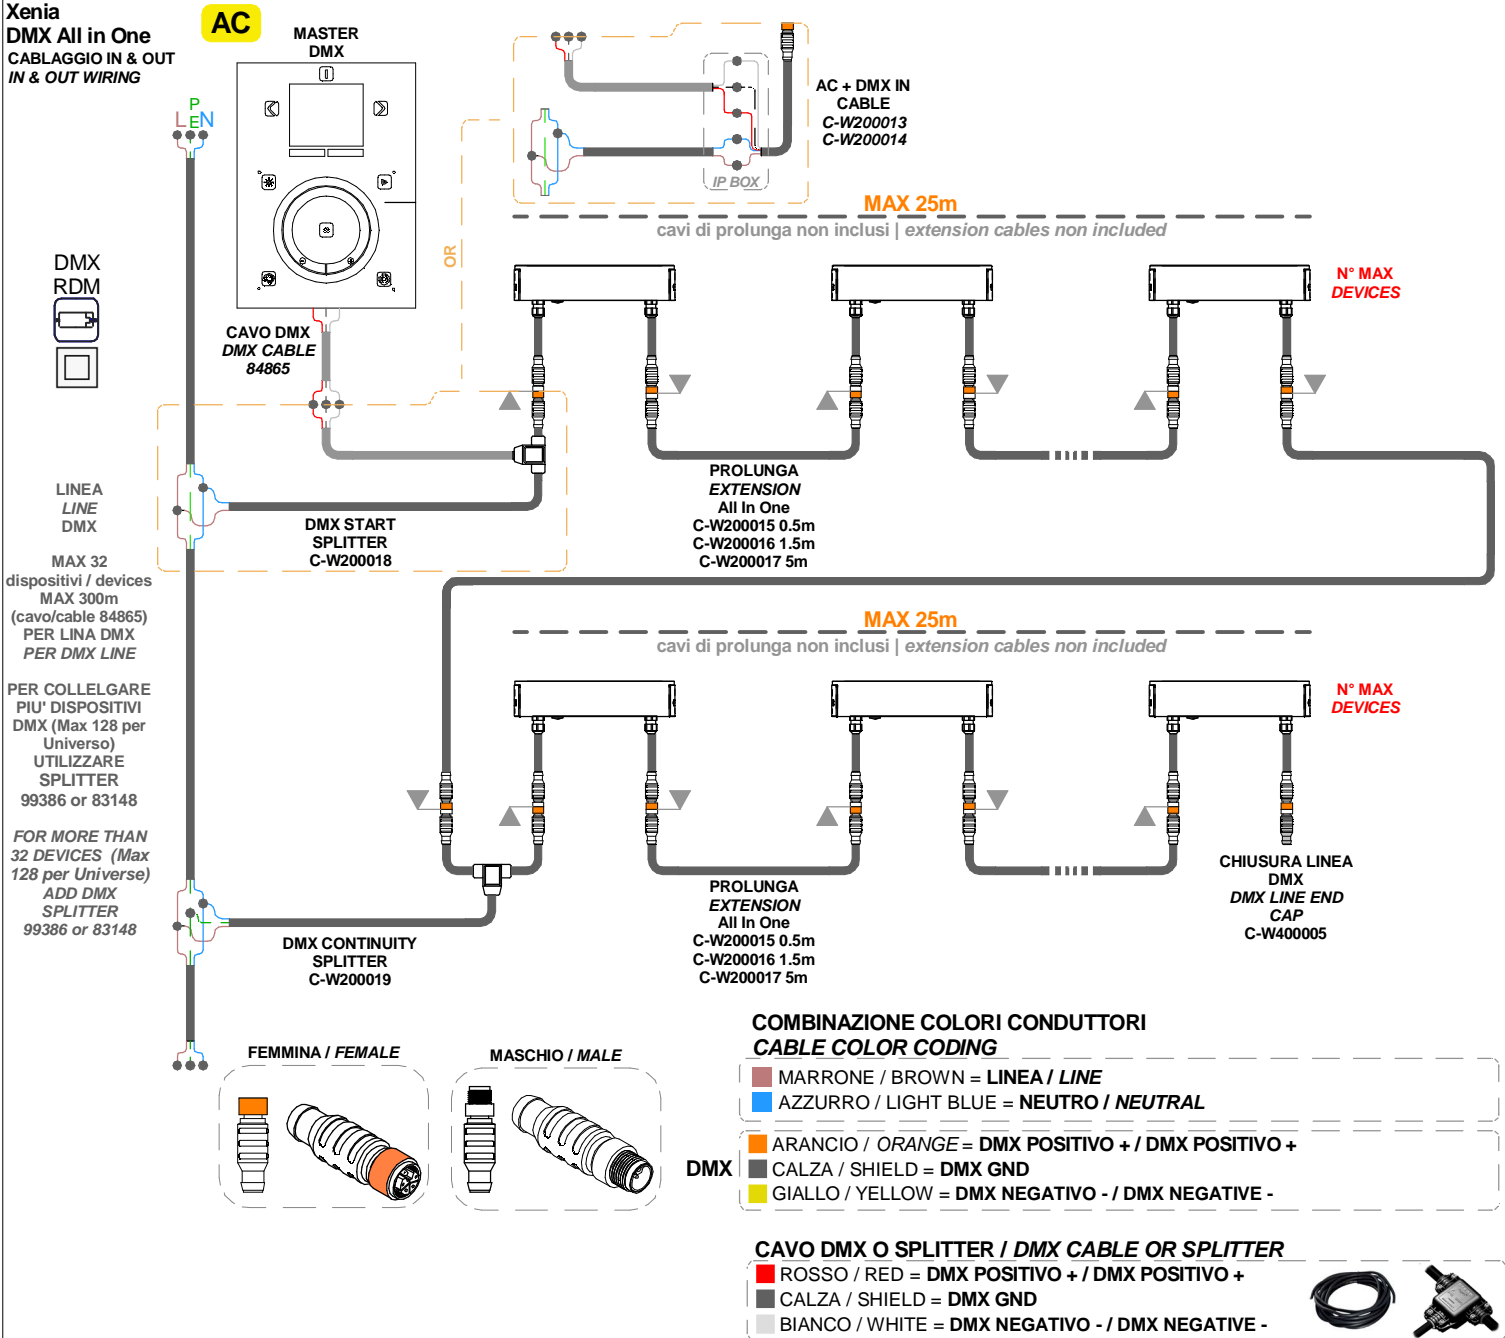 Xenia
DMX All in One
CABLAGGIO IN & OUT
IN & OUT WIRING
AC
MASTER
DMX
L PE N
DMX
RDM
CAVO DMX
DMX CABLE
84865
OR
AC + DMX IN
CABLE
C-W200013
C-W200014
IP BOX
MAX 25m
cavi di prolunga non inclusi | extension cables non included
N° MAX
DEVICES
LINEA
LINE
DMX
MAX 32
dispositivi / devices
MAX 300m
(cavo/cable 84865)
PER LINA DMX
PER DMX LINE
PER COLLELGARE
PIU' DISPOSITIVI
DMX (Max 128 per
Universo)
UTILIZZARE
SPLITTER
99386 or 83148
FOR MORE THAN
32 DEVICES (Max
128 per Universe)
ADD DMX
SPLITTER
99386 or 83148
DMX START
SPLITTER
C-W200018
PROLUNGA
EXTENSION
All In One
C-W200015 0.5m
C-W200016 1.5m
C-W200017 5m
MAX 25m
cavi di prolunga non inclusi | extension cables non included
N° MAX
DEVICES
DMX CONTINUITY
SPLITTER
C-W200019
PROLUNGA
EXTENSION
All In One
C-W200015 0.5m
C-W200016 1.5m
C-W200017 5m
CHIUSURA LINEA
DMX
DMX LINE END
CAP
C-W400005
FEMMINA / FEMALE
MASCHIO / MALE
COMBINAZIONE COLORI CONDUTTORI
CABLE COLOR CODING
MARRONE / BROWN = LINEA / LINE
AZZURRO / LIGHT BLUE = NEUTRO / NEUTRAL
DMX
ARANCIO / ORANGE = DMX POSITIVO + / DMX POSITIVO +
CALZA / SHIELD = DMX GND
GIALLO / YELLOW = DMX NEGATIVO - / DMX NEGATIVE -
CAVO DMX O SPLITTER / DMX CABLE OR SPLITTER
ROSSO / RED = DMX POSITIVO + / DMX POSITIVO +
CALZA / SHIELD = DMX GND
BIANCO / WHITE = DMX NEGATIVO - / DMX NEGATIVE -